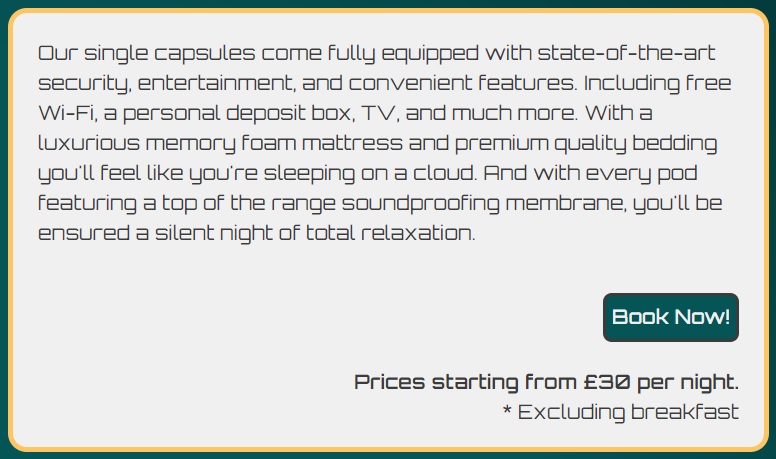 Our single capsules come fully equipped with state-of-the-art
security, entertainment, and convenient features. Including free
Wi-Fi, a personal deposit box, TV, and much more. With a
luxurious memory foam mattress and premium quality bedding
you'll feel like you're sleeping on a cloud. And with every pod
featuring a top of the range soundproofing membrane, you'll be
ensured a silent night of total relaxation.
Book Now!
Prices starting from £30 per night.
* Excluding breakfast